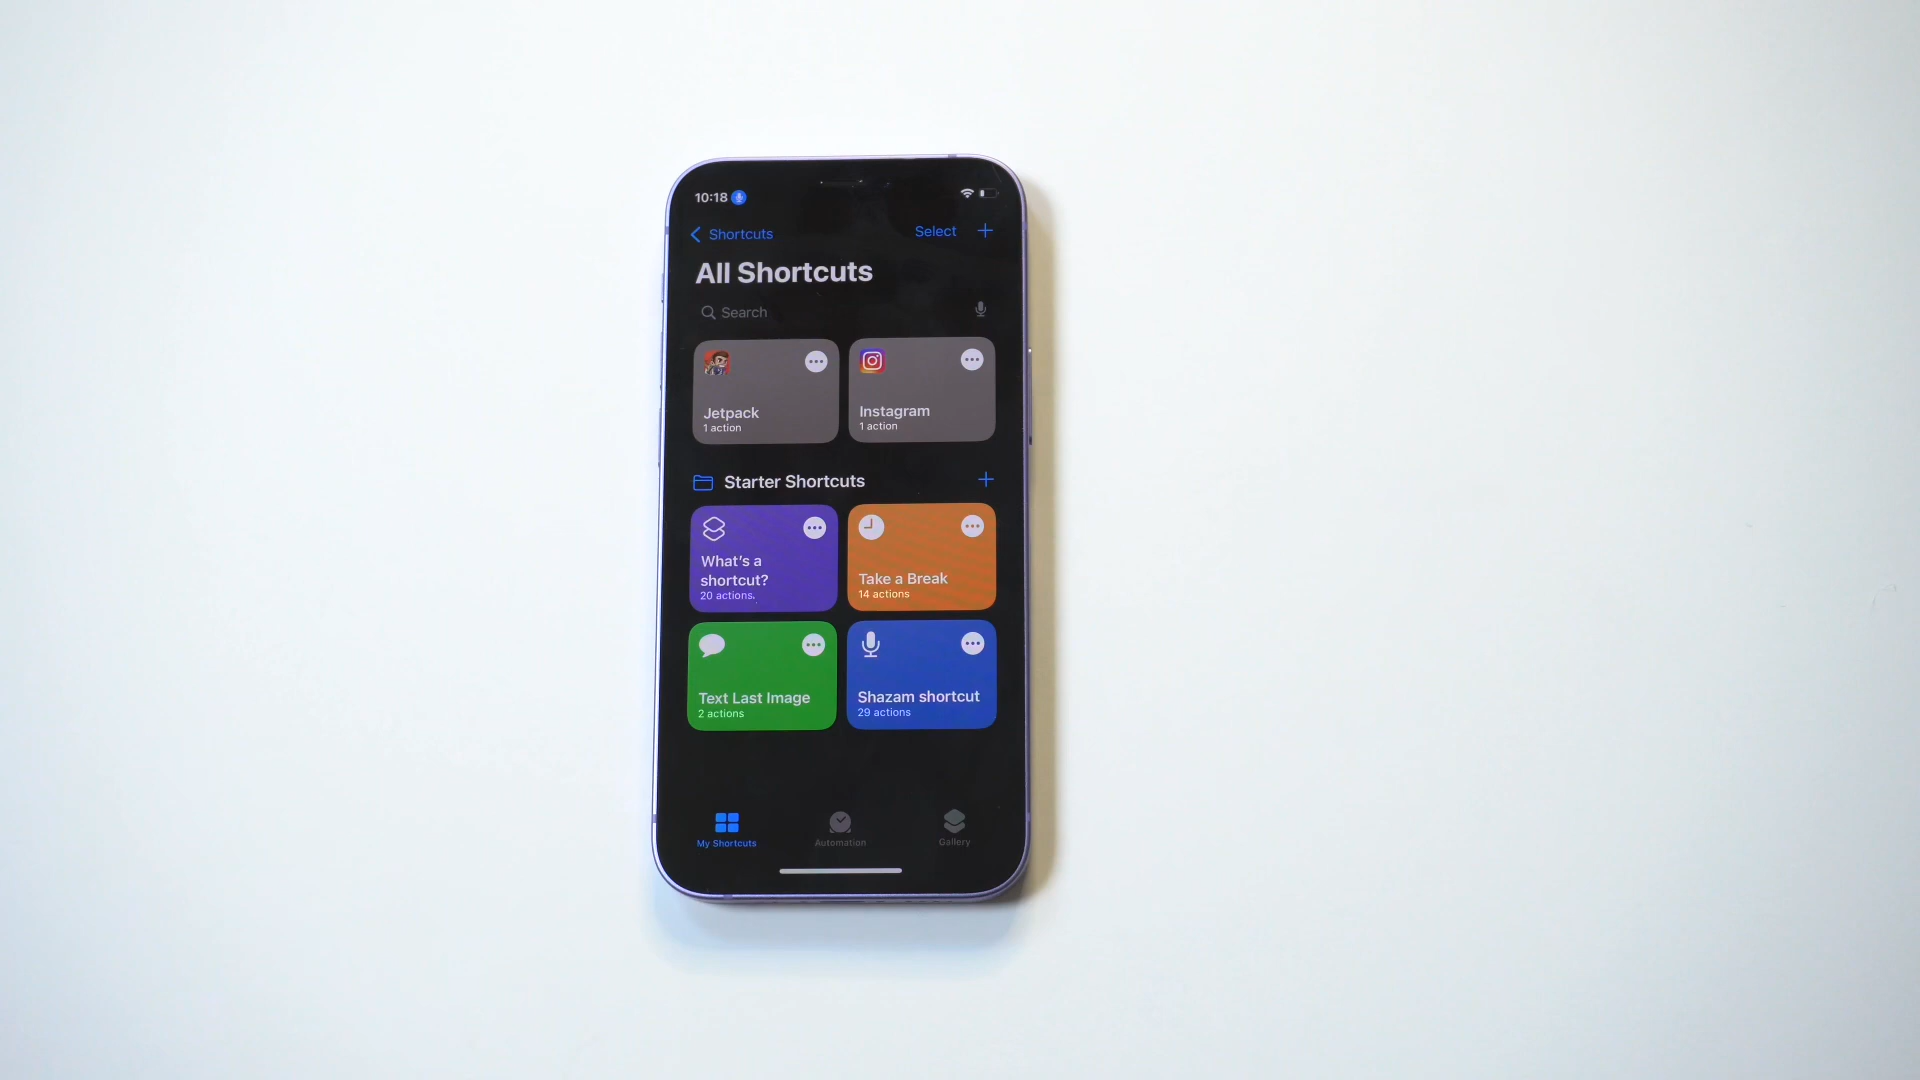 10:18
Shortcuts
Select
All Shortcuts
Search
Jetpack
1 action
Instagram
1 action
Starter Shortcuts
What's a
shortcut?
20 actions
Take a Break
14 actions
Text Last Image
2 actions
Shazam shortcut
29 actions
My Shortcuts
Automation
Gallery